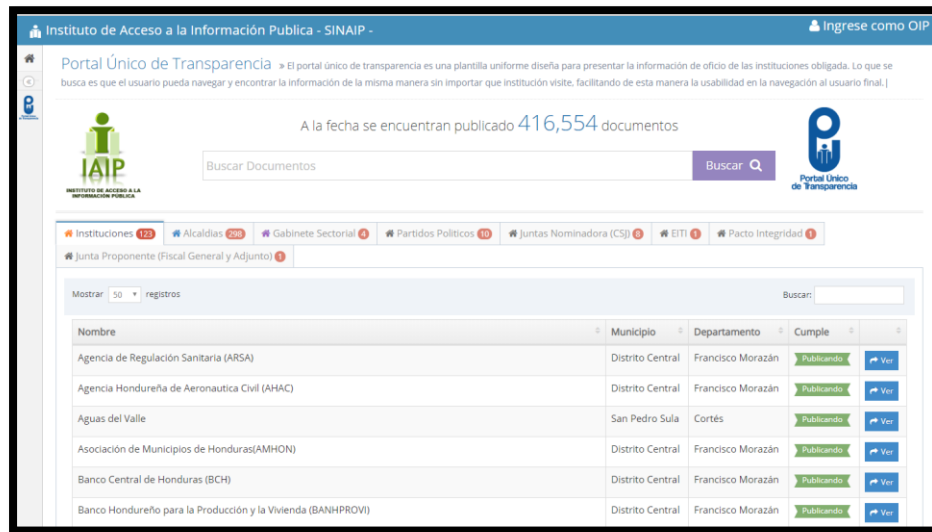 Instituto de Acceso a la Información Publica - SINAIP -
Ingrese como OIP
Portal Único de Transparencia » El portal único de transparencia es una plantilla uniforme diseña para presentar la información de oficio de las instituciones obligada. Lo que se
busca es que el usuario pueda navegar y encontrar la información de la misma manera sin importar que institución visite, facilitando de esta manera la usabilidad en la navegación al usuario final.|
A la fecha se encuentran publicado 416,554 documentos
Buscar Documentos
Buscar
IAIP
INSTITUTO DE ACCESO A LA
INFORMACIÓN PÚBLICA
Portal Único
de Transparencia
Instituciones 123
Alcaldias 298
Gabinete Sectorial 4
Partidos Politicos 10
Juntas Nominadora (CSJ) 8
EITI 1
Pacto Integridad 1
Junta Proponente (Fiscal General y Adjunto) 1
Mostrar 50 registros
Buscar:
Nombre Municipio Departamento Cumple
Agencia de Regulación Sanitaria (ARSA) Distrito Central Francisco Morazán Publicando Ver
Agencia Hondureña de Aeronautica Civil (AHAC) Distrito Central Francisco Morazán Publicando Ver
Aguas del Valle San Pedro Sula Cortés Publicando Ver
Asociación de Municipios de Honduras(AMHON) Distrito Central Francisco Morazán Publicando Ver
Banco Central de Honduras (BCH) Distrito Central Francisco Morazán Publicando Ver
Banco Hondureño para la Producción y la Vivienda (BANHPROVI) Distrito Central Francisco Morazán Publicando Ver